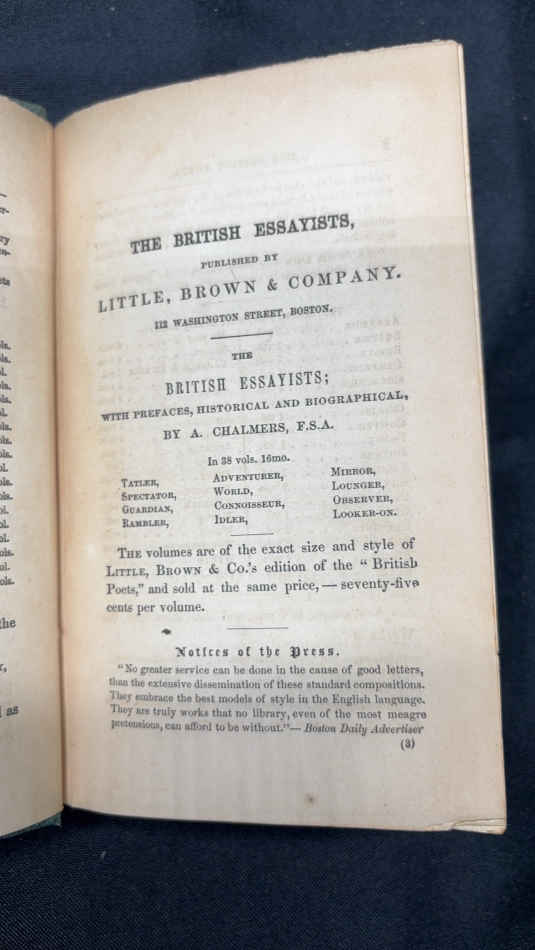 THE BRITISH ESSAYISTS,
PUBLISHED BY
LITTLE, BROWN & COMPANY.
112 WASHINGTON STREET, BOSTON.
THE
BRITISH ESSAYISTS;
WITH PREFACES, HISTORICAL AND BIOGRAPHICAL,
BY A. CHALMERS, F.S.A.
In 38 vols. 16mo.
TATLER,
SPECTATOR,
GUARDIAN,
RAMBLER,
ADVENTURER,
WORLD,
CONNOISSEUR,
IDLER,
MIRROR,
LOUNGER,
OBSERVER,
LOOKER-ON.
THE volumes are of the exact size and style of
LITTLE, BROWN & CO.'s edition of the "British
Poets," and sold at the same price, — seventy-five
cents per volume.
Notices of the Press.
"No greater service can be done in the cause of good letters,
than the extensive dissemination of these standard compositions.
They embrace the best models of style in the English language.
They are truly works that no library, even of the most meagre
pretensions, can afford to be without."— Boston Daily Advertiser
(3)